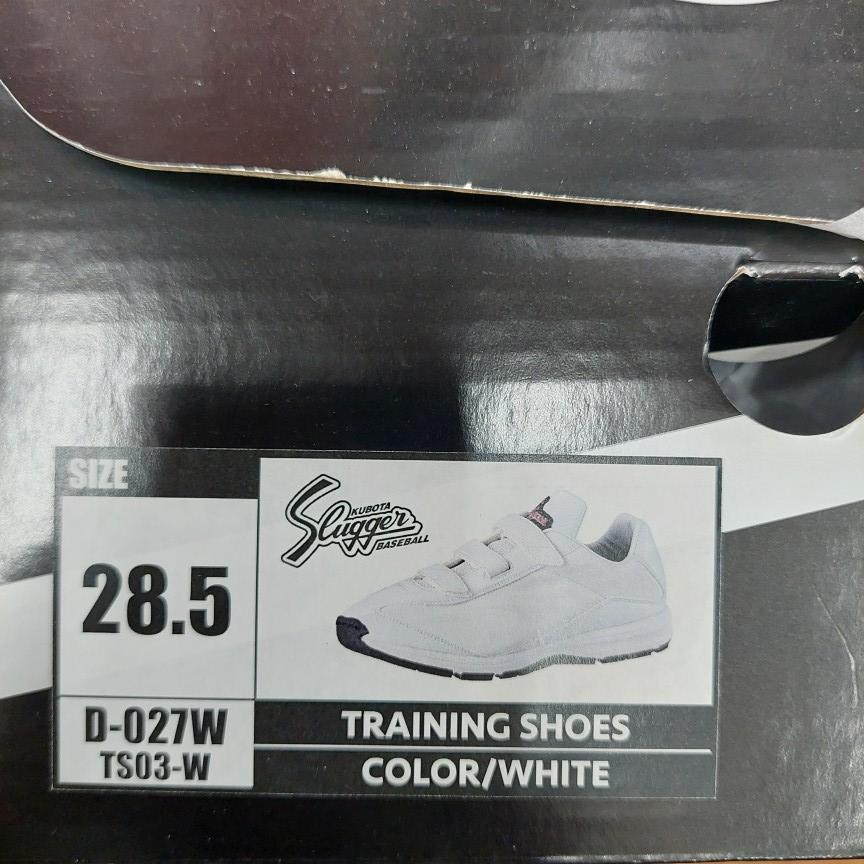 SIZE
28.5
D-027W
TS03-W
KUBOTA
Slugger
BASEBALL
TRAINING SHOES
COLOR/WHITE